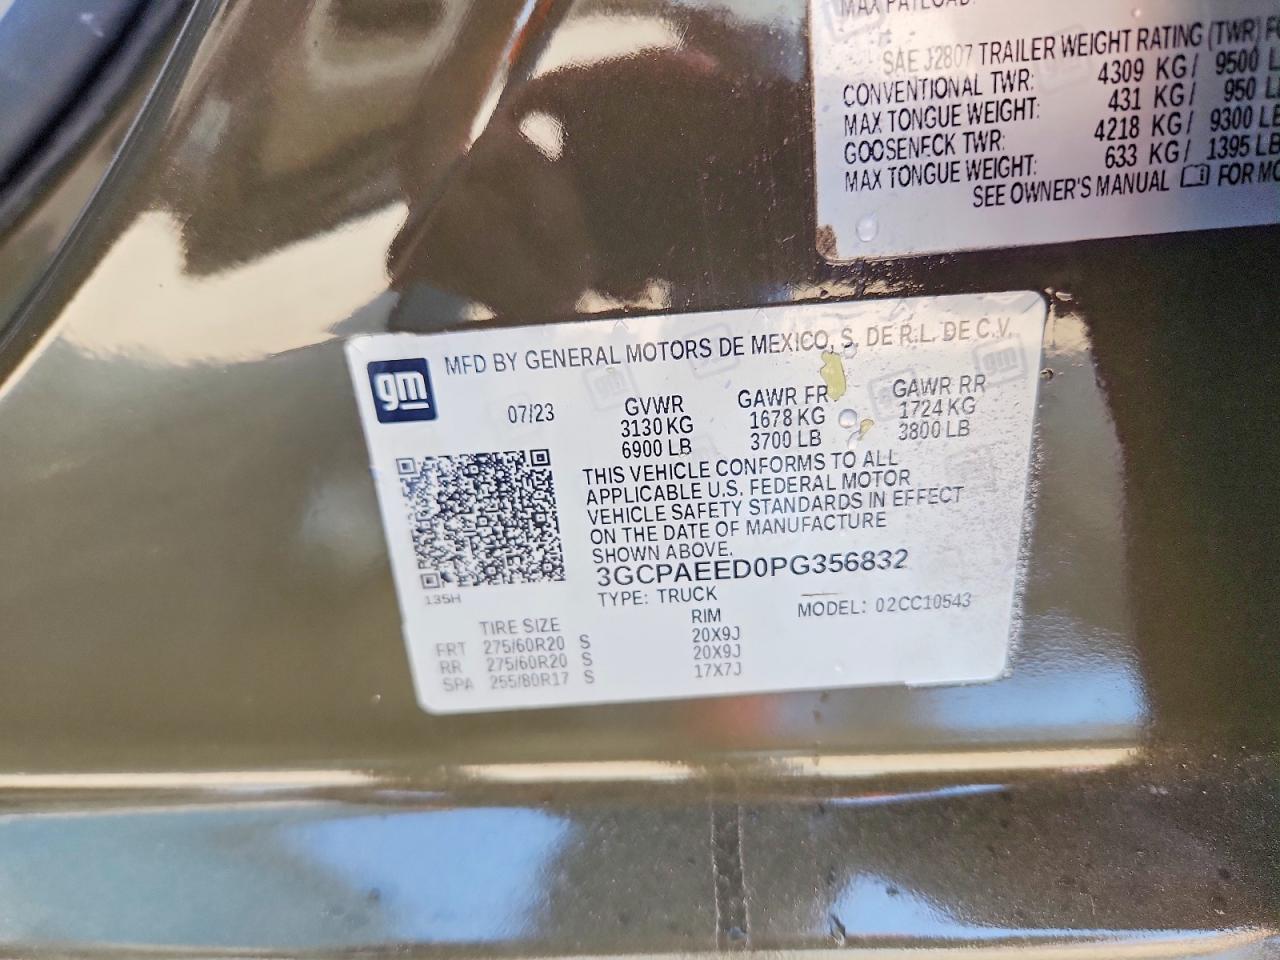 MAX PAYLOAD:
SAE J2807 TRAILER WEIGHT RATING (TWR)
CONVENTIONAL TWR: 4309 KG/ 9500
MAX TONGUE WEIGHT: 431 KG/ 950
GOOSENECK TWR: 4218 KG/ 9300 LB
MAX TONGUE WEIGHT: 633 KG/ 1395 LB
SEE OWNER'S MANUAL FOR
gm
MFD BY GENERAL MOTORS DE MEXICO, S. DE R.L. DE C.V.
07/23 GVWR GAWR FR GAWR RR
3130 KG 1678 KG 1724 KG
6900 LB 3700 LB 3800 LB
THIS VEHICLE CONFORMS TO ALL
APPLICABLE U.S. FEDERAL MOTOR
VEHICLE SAFETY STANDARDS IN EFFECT
ON THE DATE OF MANUFACTURE
SHOWN ABOVE.
3GCPAEED0PG356832
135H
TYPE: TRUCK MODEL: 02CC10543
TIRE SIZE RIM
FRT 275/60R20 S 20X9J
RR 275/60R20 S 20X9J
SPA 255/80R17 S 17X7J